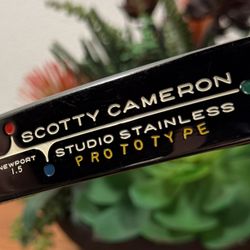 SCOTTY CAMERON
STUDIO STAINLESS
NEWPORT
1.5
PROTOTYPE